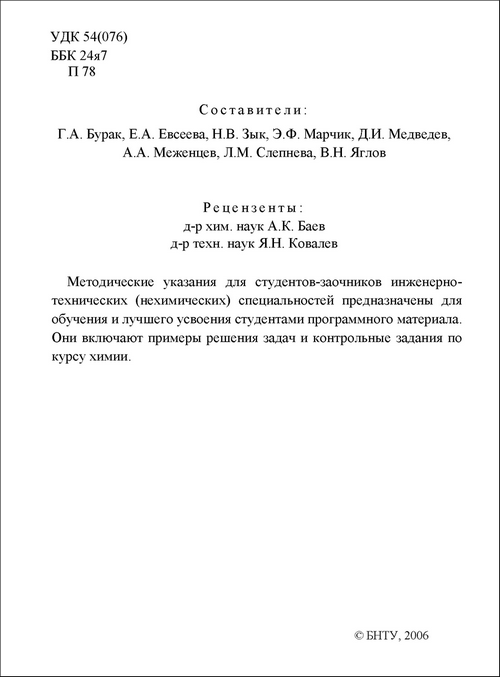 УДК 54(076)
ББК 24я7
П 78
Составители:
Г.А. Бурак, Е.А. Евсеева, Н.В. Зык, Э.Ф. Марчик, Д.И. Медведев,
А.А. Меженцев, Л.М. Слепнева, В.Н. Яглов
Рецензенты:
д-р хим. наук А.К. Баев
д-р техн. наук Я.Н. Ковалев
Методические указания для студентов-заочников инженерно-
технических (нехимических) специальностей предназначены для
обучения и лучшего усвоения студентами программного материала.
Они включают примеры решения задач и контрольные задания по
курсу химии.
© БНТУ, 2006